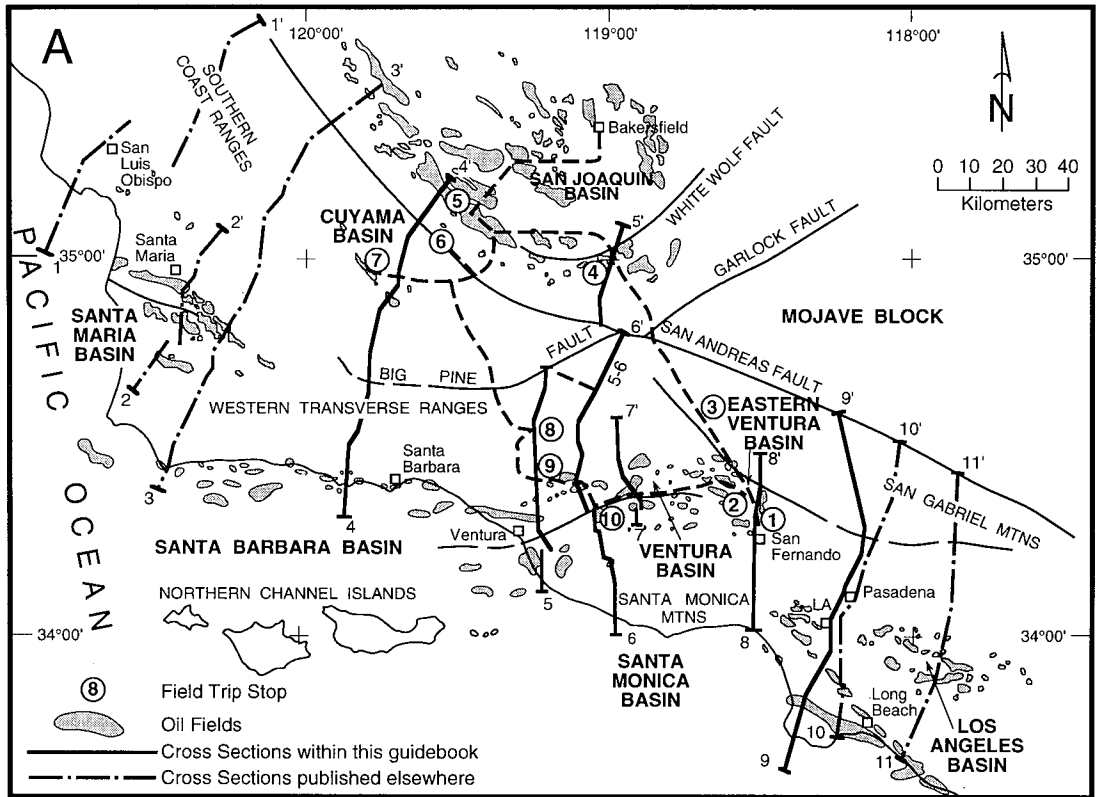 A
1'
120°00'
119°00'
118°00'
3'
SOUTHERN
COAST RANGES
N
San
Luis
Obispo
Bakersfield
WHITE WOLF FAULT
0 10 20 30 40
Kilometers
4'
SAN JOAQUIN
BASIN
5
CUYAMA
BASIN
2'
5'
GARLOCK FAULT
6
Santa
Maria
7
4
35°00'
35°00'
1
PACIFIC OCEAN
SANTA
MARIA
BASIN
MOJAVE BLOCK
6'
SAN ANDREAS FAULT
BIG PINE FAULT
5-6
2
WESTERN TRANSVERSE RANGES
7'
3
EASTERN
VENTURA
BASIN
9'
10'
8
11'
9
8'
Santa
Barbara
3
4
2
SAN GABRIEL MTNS
10
7
1
Ventura
San
Fernando
SANTA BARBARA BASIN
VENTURA
BASIN
5
NORTHERN CHANNEL ISLANDS
SANTA MONICA
MTNS
Pasadena
LA
34°00'
34°00'
6
8
SANTA
MONICA
BASIN
8 Field Trip Stop
Oil Fields
Long
Beach
10
LOS
ANGELES
BASIN
Cross Sections within this guidebook
9
11
Cross Sections published elsewhere